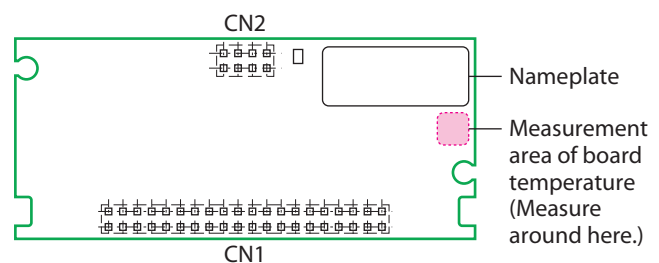 CN2
Nameplate
Measurement
area of board
temperature
(Measure
around here.)
CN1